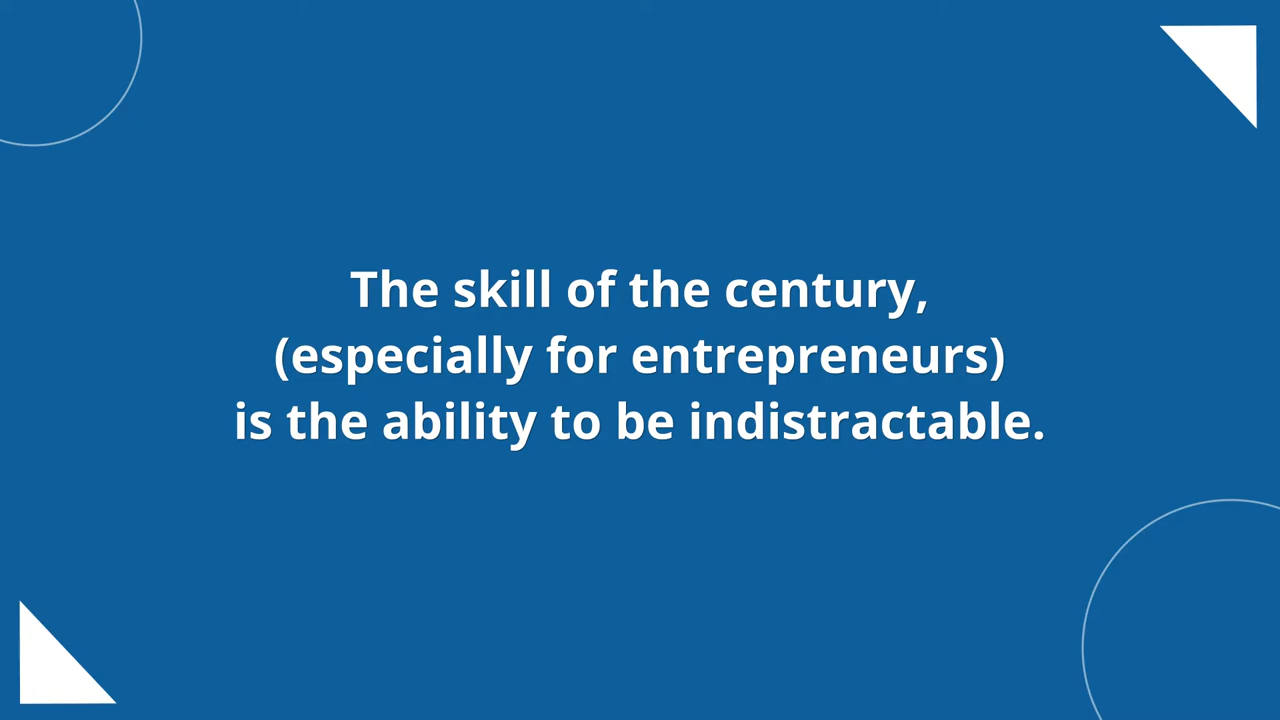 The skill of the century,
(especially for entrepreneurs)
is the ability to be indistractable.